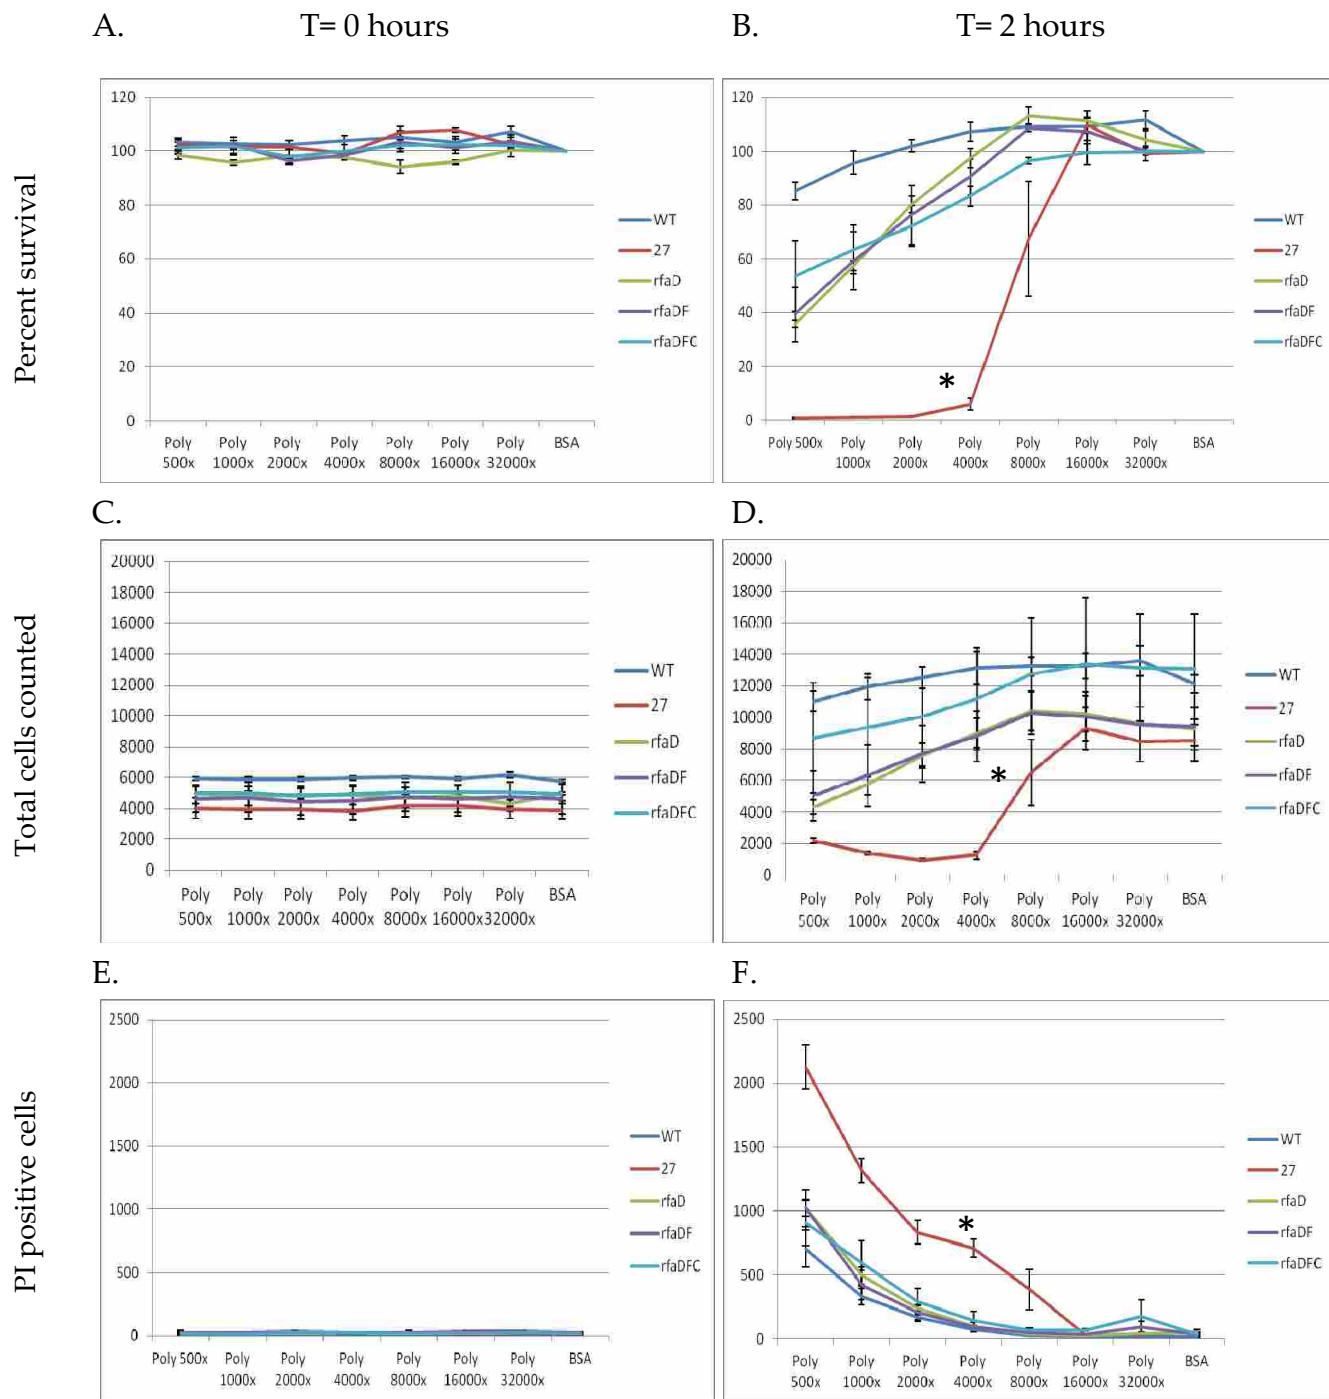 A.
T= 0 hours
B.
T= 2 hours
Percent survival
120
100
80
60
40
20
0
Poly 500x
Poly 1000x
Poly 2000x
Poly 4000x
Poly 8000x
Poly 16000x
Poly 32000x
BSA
WT
27
rfaD
rfaDF
rfaDFC
120
100
80
60
40
20
0
*
Poly 500x
Poly 1000x
Poly 2000x
Poly 4000x
Poly 8000x
Poly 16000x
Poly 32000x
BSA
WT
27
rfaD
rfaDF
rfaDFC
C.
D.
Total cells counted
20000
18000
16000
14000
12000
10000
8000
6000
4000
2000
0
Poly 500x
Poly 1000x
Poly 2000x
Poly 4000x
Poly 8000x
Poly 16000x
Poly 32000x
BSA
WT
27
rfaD
rfaDF
rfaDFC
20000
18000
16000
14000
12000
10000
8000
6000
4000
2000
0
*
Poly 500x
Poly 1000x
Poly 2000x
Poly 4000x
Poly 8000x
Poly 16000x
Poly 32000x
BSA
WT
27
rfaD
rfaDF
rfaDFC
E.
F.
PI positive cells
2500
2000
1500
1000
500
0
Poly 500x
Poly 1000x
Poly 2000x
Poly 4000x
Poly 8000x
Poly 16000x
Poly 32000x
BSA
WT
27
rfaD
rfaDF
rfaDFC
2500
2000
1500
1000
500
0
*
Poly 500x
Poly 1000x
Poly 2000x
Poly 4000x
Poly 8000x
Poly 16000x
Poly 32000x
BSA
WT
27
rfaD
rfaDF
rfaDFC